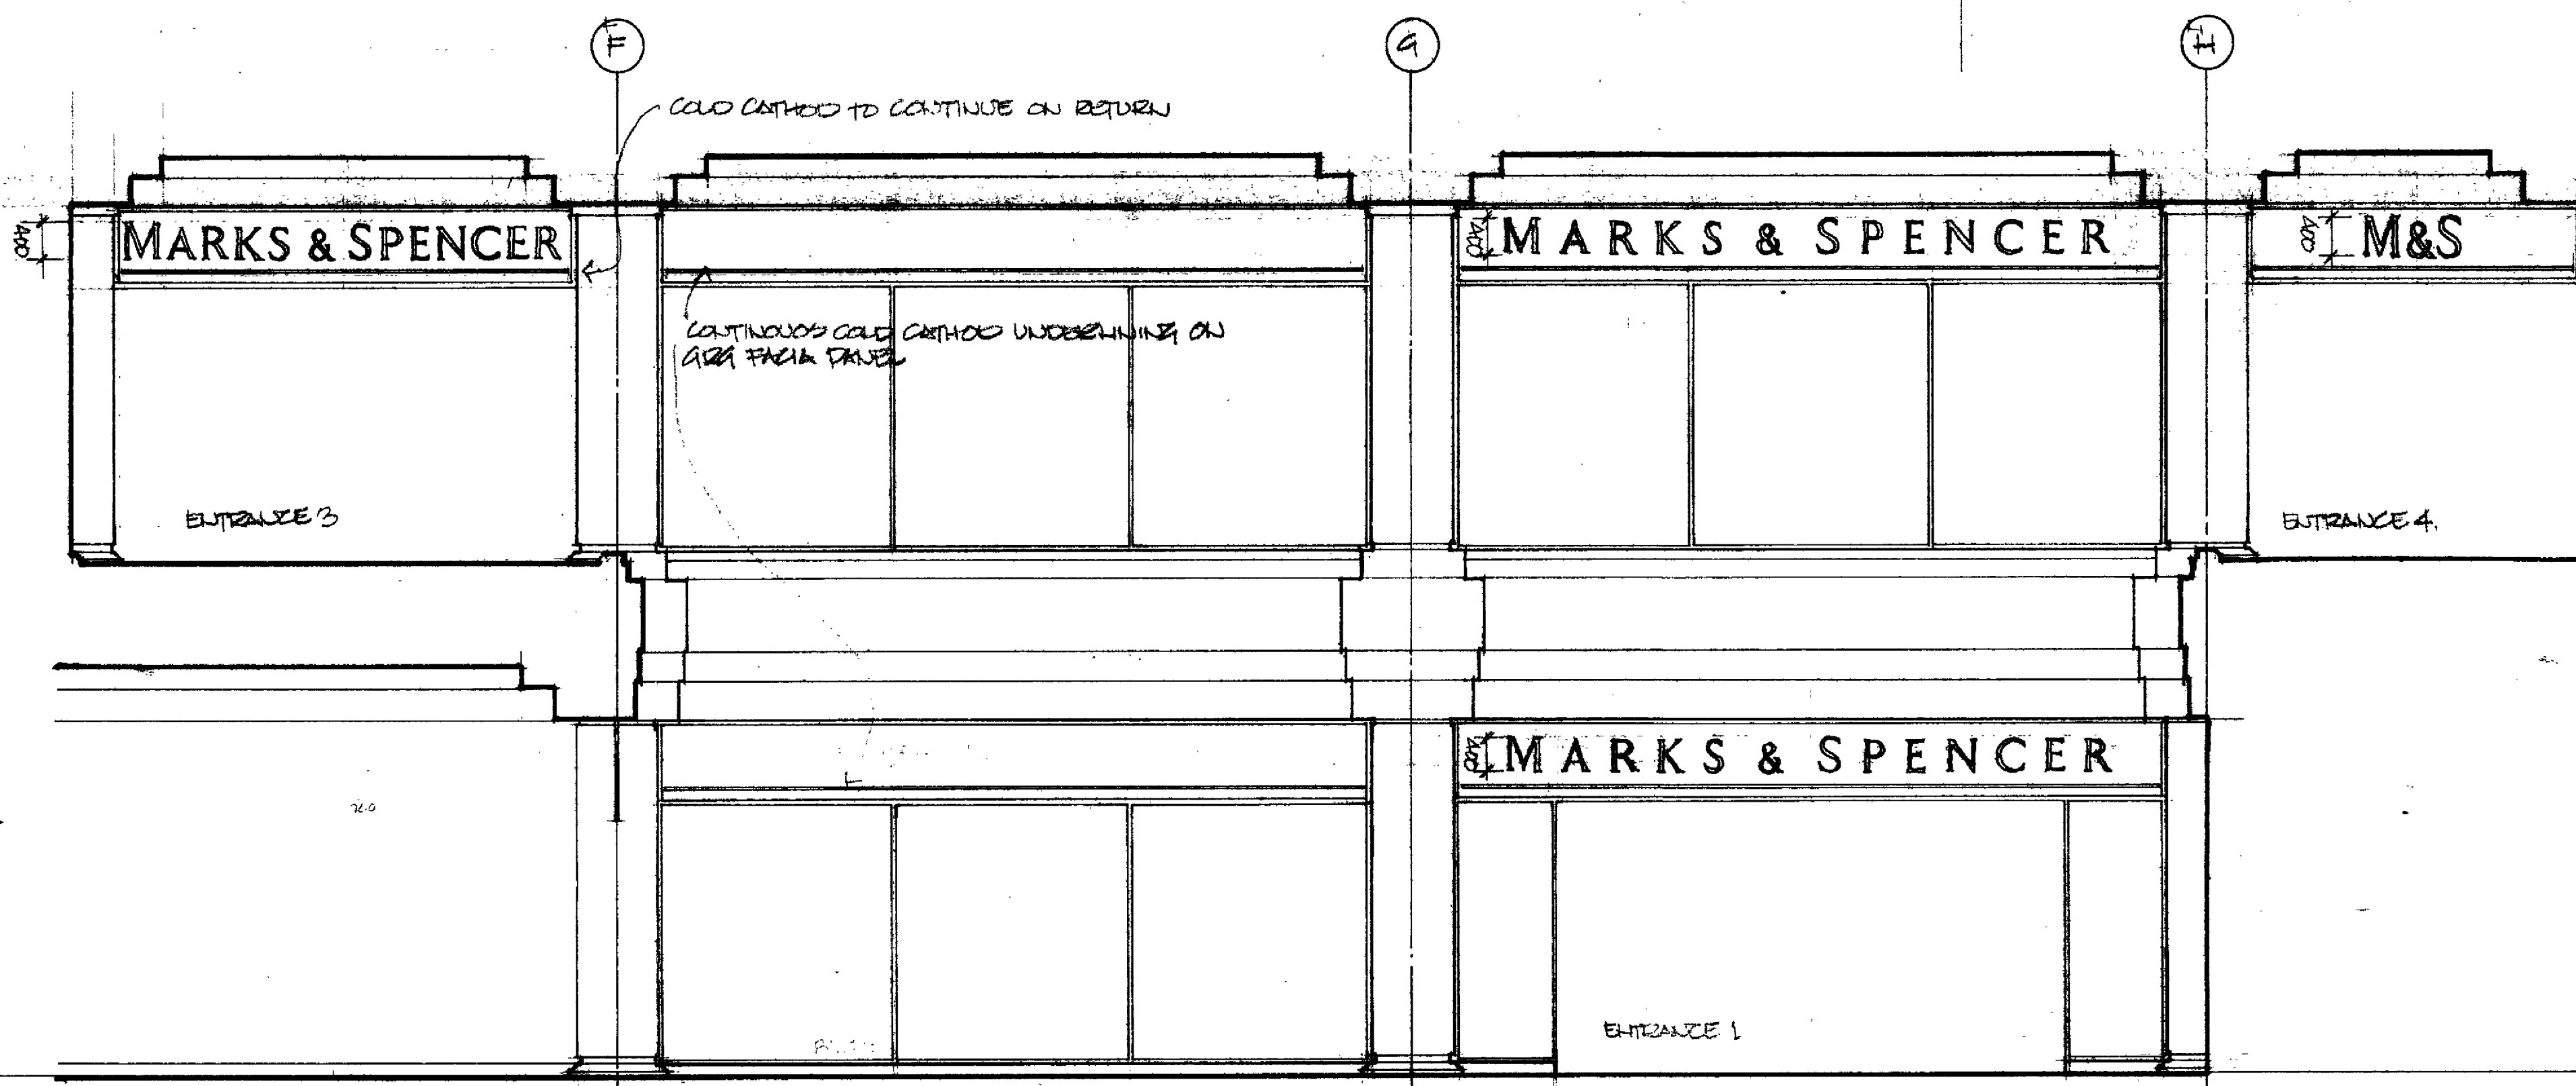 F
G
H
COLD CATHOD TO CONTINUE ON RETURN
400
MARKS & SPENCER
400
MARKS & SPENCER
400
M&S
CONTINOUS COLD CATHOD UNDERLINING ON
GRG FACIA PANEL
ENTRANCE 3
ENTRANCE 4.
400
MARKS & SPENCER
ENTRANCE 1